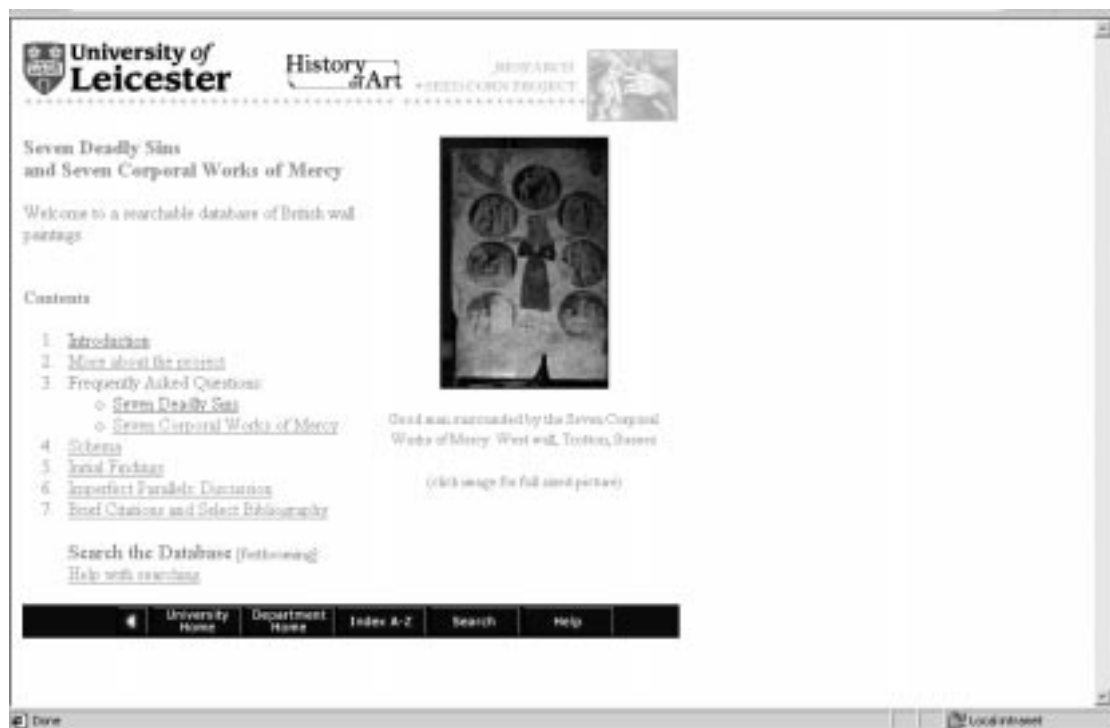 University of
Leicester
History
of Art
RESEARCH
SEEDCORN PROJECT
Seven Deadly Sins
and Seven Corporal Works of Mercy
Welcome to a searchable database of British wall
paintings
Contents
1. Introduction
2. More about the project
3. Frequently Asked Questions
Seven Deadly Sins
Seven Corporal Works of Mercy
4. Schema
5. Initial Findings
6. Imperfect Parallels: Discussion
7. Brief Citations and Select Bibliography
Search the Database [forthcoming]
Help with searching
Good man surrounded by the Seven Corporal
Works of Mercy. West wall, Trotton, Sussex
(click image for full sized picture)
University
Home
Department
Home
Index A-Z
Search
Help
Done
Local intranet